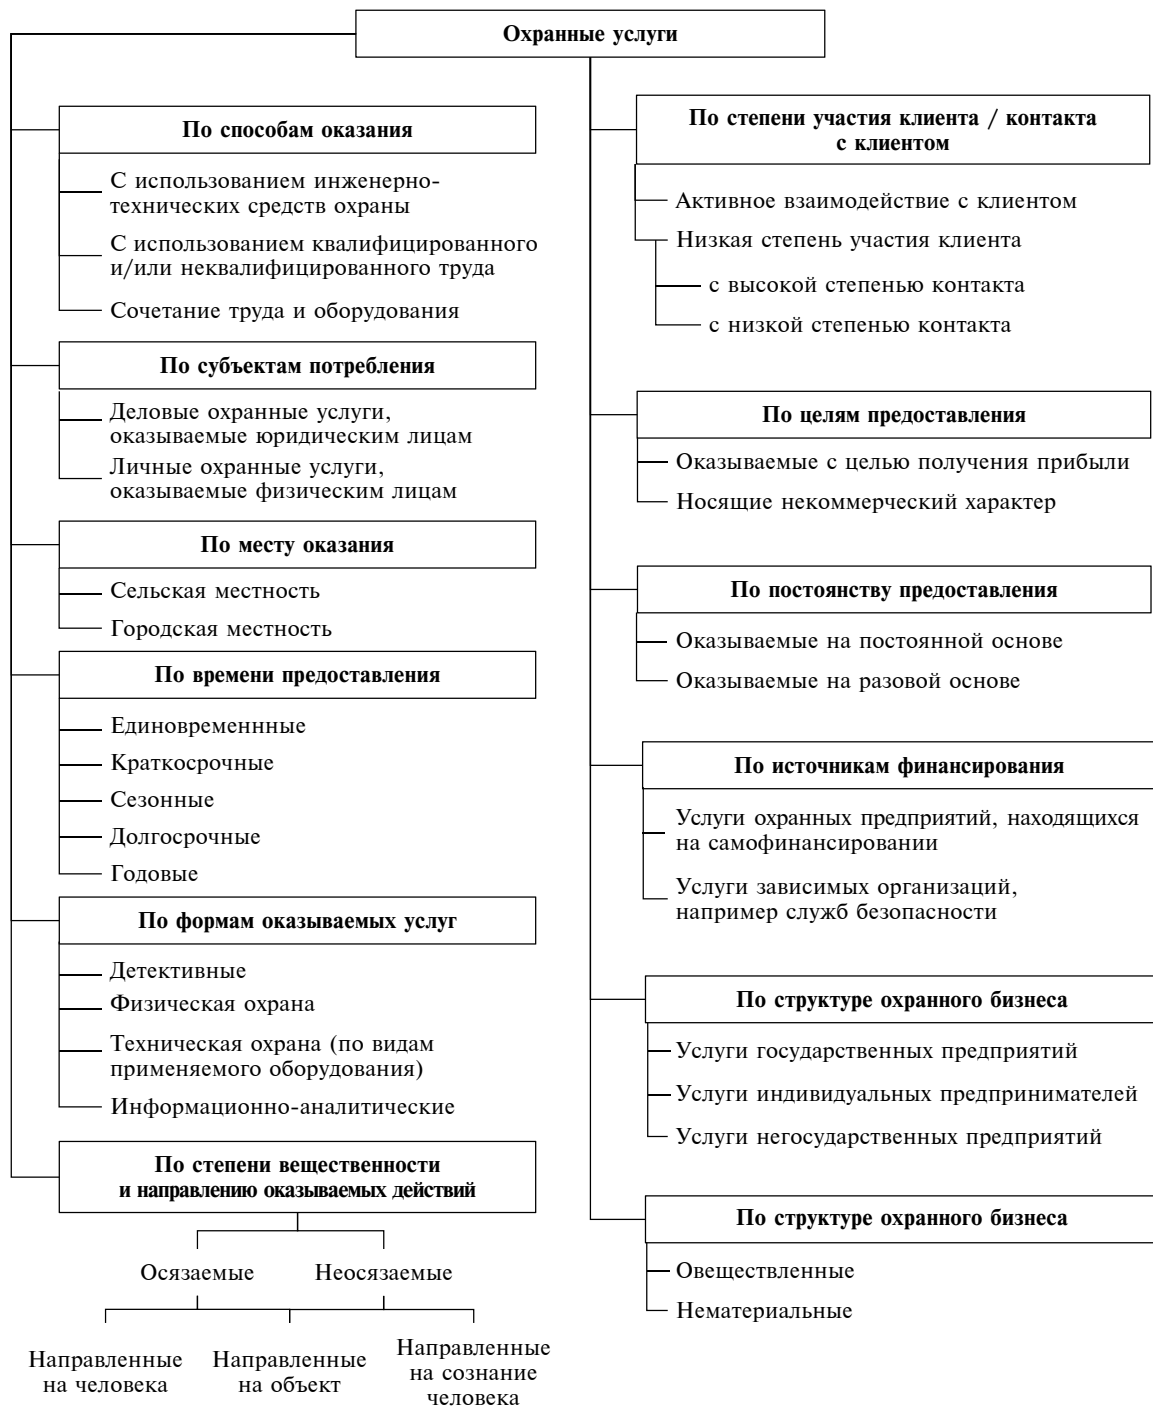 Охранные услуги
По способам оказания
С использованием инженерно-
технических средств охраны
С использованием квалифицированного
и/или неквалифицированного труда
Сочетание труда и оборудования
По субъектам потребления
Деловые охранные услуги,
оказываемые юридическим лицам
Личные охранные услуги,
оказываемые физическим лицам
По месту оказания
Сельская местность
Городская местность
По времени предоставления
Единовременнные
Краткосрочные
Сезонные
Долгосрочные
Годовые
По формам оказываемых услуг
Детективные
Физическая охрана
Техническая охрана (по видам
применяемого оборудования)
Информационно-аналитические
По степени вещественности
и направлению оказываемых действий
Осязаемые
Неосязаемые
Направленные
на человека
Направленные
на объект
Направленные
на сознание
человека
По степени участия клиента / контакта
с клиентом
Активное взаимодействие с клиентом
Низкая степень участия клиента
с высокой степенью контакта
с низкой степенью контакта
По целям предоставления
Оказываемые с целью получения прибыли
Носящие некоммерческий характер
По постоянству предоставления
Оказываемые на постоянной основе
Оказываемые на разовой основе
По источникам финансирования
Услуги охранных предприятий, находящихся
на самофинансировании
Услуги зависимых организаций,
например служб безопасности
По структуре охранного бизнеса
Услуги государственных предприятий
Услуги индивидуальных предпринимателей
Услуги негосударственных предприятий
По структуре охранного бизнеса
Овеществленные
Нематериальные